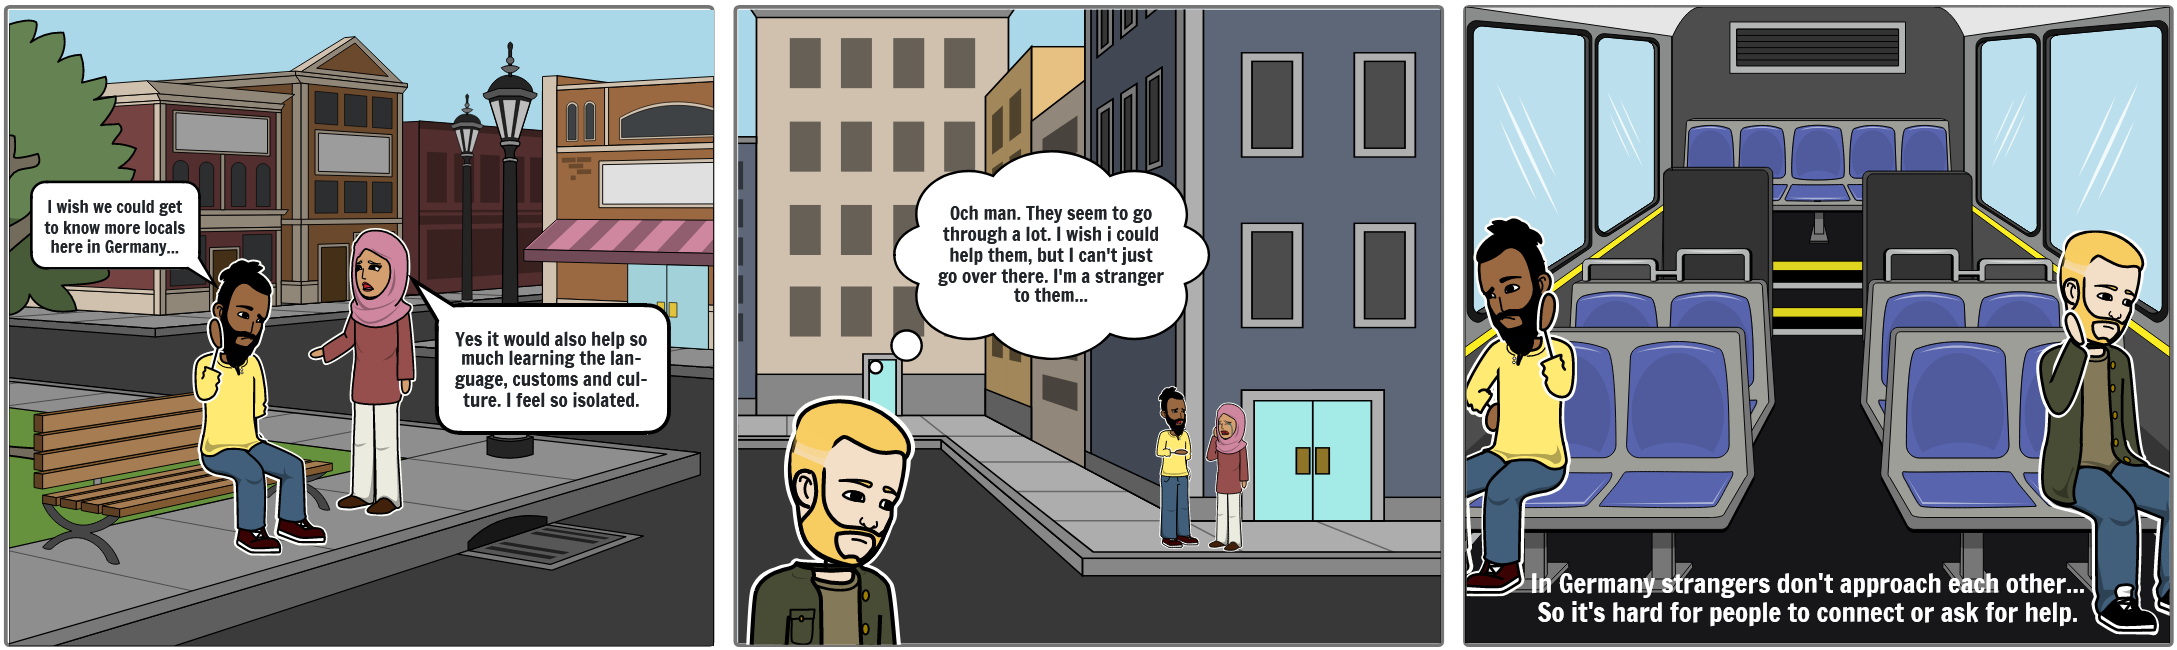 I wish we could get
to know more locals
here in Germany...
Yes it would also help so
much learning the lan-
guage, customs and cul-
ture. I feel so isolated.
Och man. They seem to go
through a lot. I wish i could
help them, but I can't just
go over there. I'm a stranger
to them...
In Germany strangers don't approach each other...
So it's hard for people to connect or ask for help.